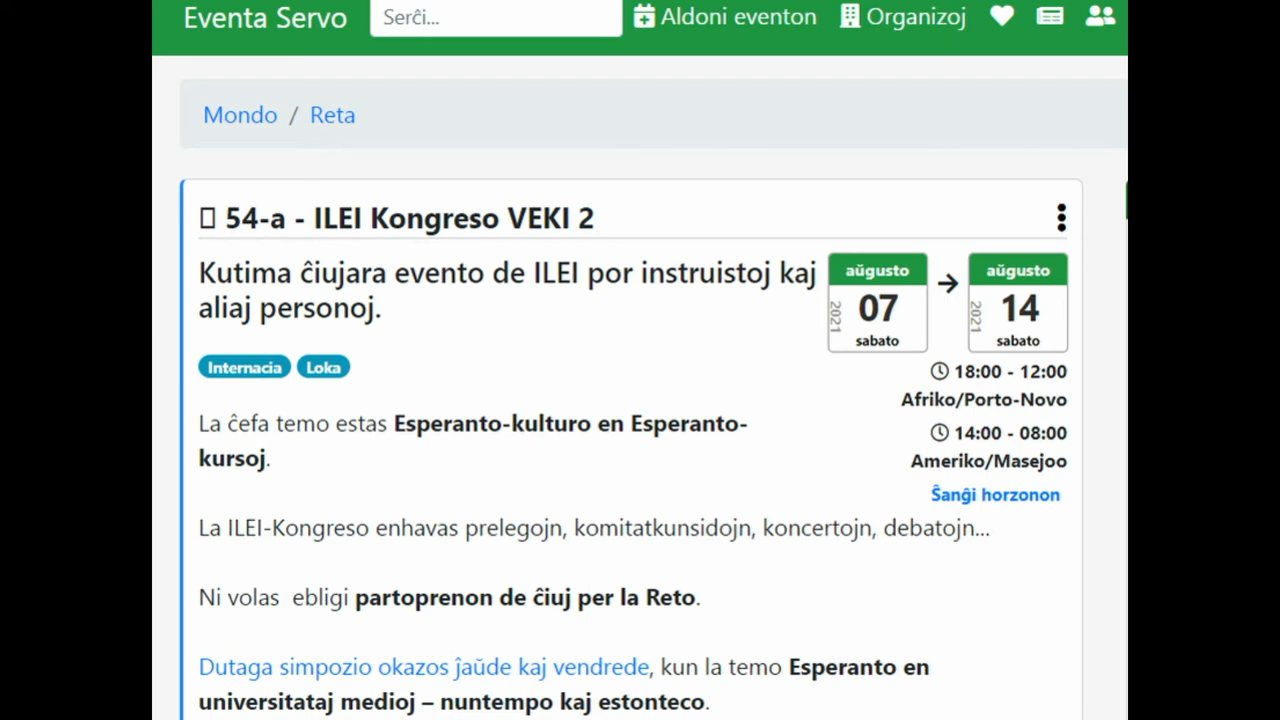 Eventa Servo
Serĉi...
Aldoni eventon
Organizoj
Mondo / Reta
54-a - ILEI Kongreso VEKI 2
Kutima ĉiujara evento de ILEI por instruistoj kaj
aliaj personoj.
aŭgusto
2021
07
sabato
aŭgusto
2021
14
sabato
18:00 - 12:00
Afriko/Porto-Novo
14:00 - 08:00
Ameriko/Masejoo
Ŝanĝi horzonon
Internacia
Loka
La ĉefa temo estas Esperanto-kulturo en Esperanto-
kursoj.
La ILEI-Kongreso enhavas prelegojn, komitatkunsidojn, koncertojn, debatojn...
Ni volas ebligi partoprenon de ĉiuj per la Reto.
Dutaga simpozio okazos ĵaŭde kaj vendrede, kun la temo Esperanto en
universitataj medioj – nuntempo kaj estonteco.